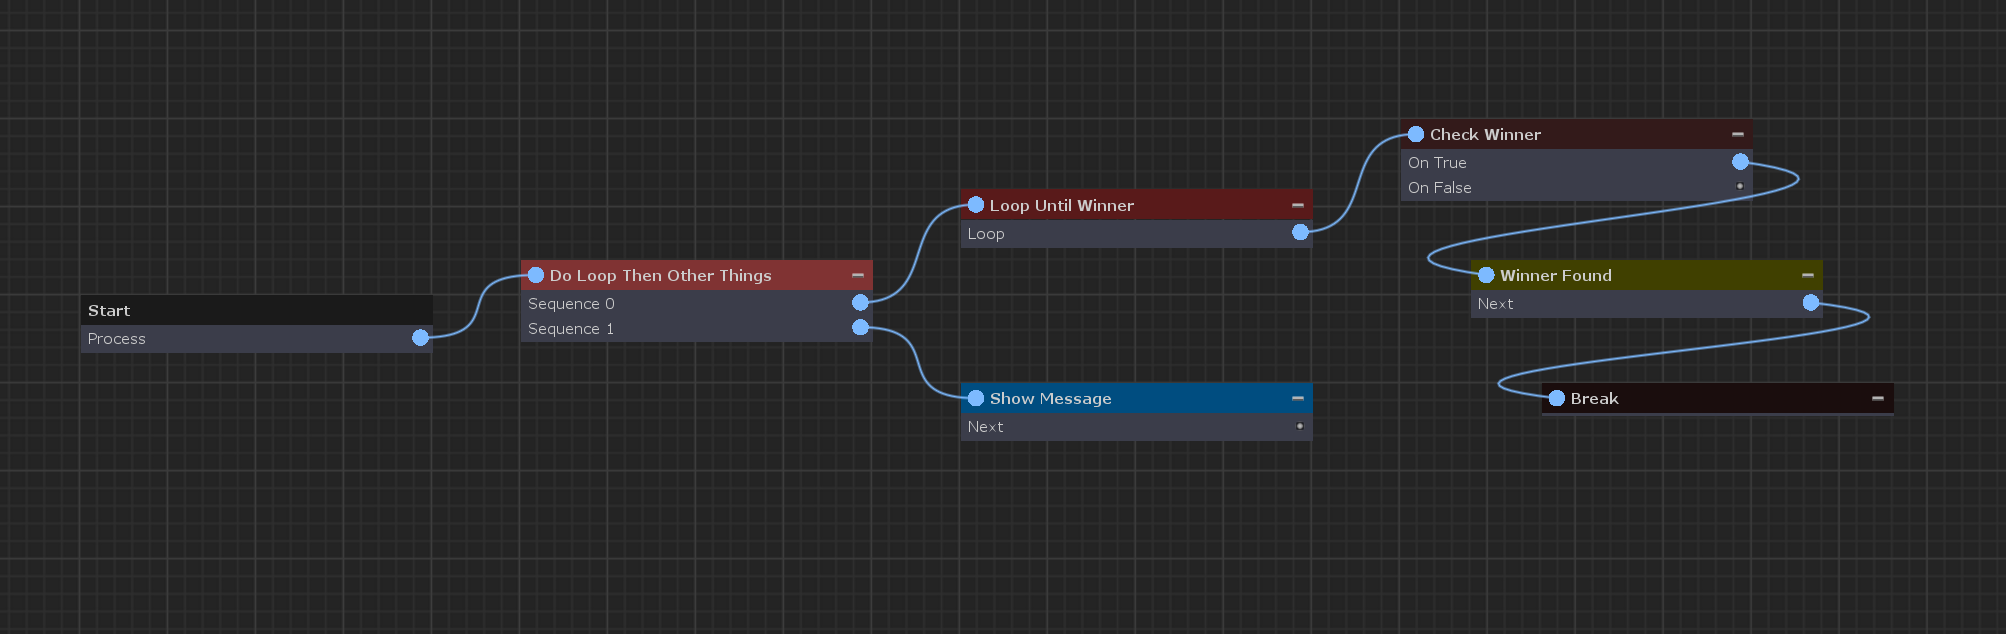 Start
Process
Do Loop Then Other Things
Sequence 0
Sequence 1
Loop Until Winner
Loop
Show Message
Next
Check Winner
On True
On False
Winner Found
Next
Break